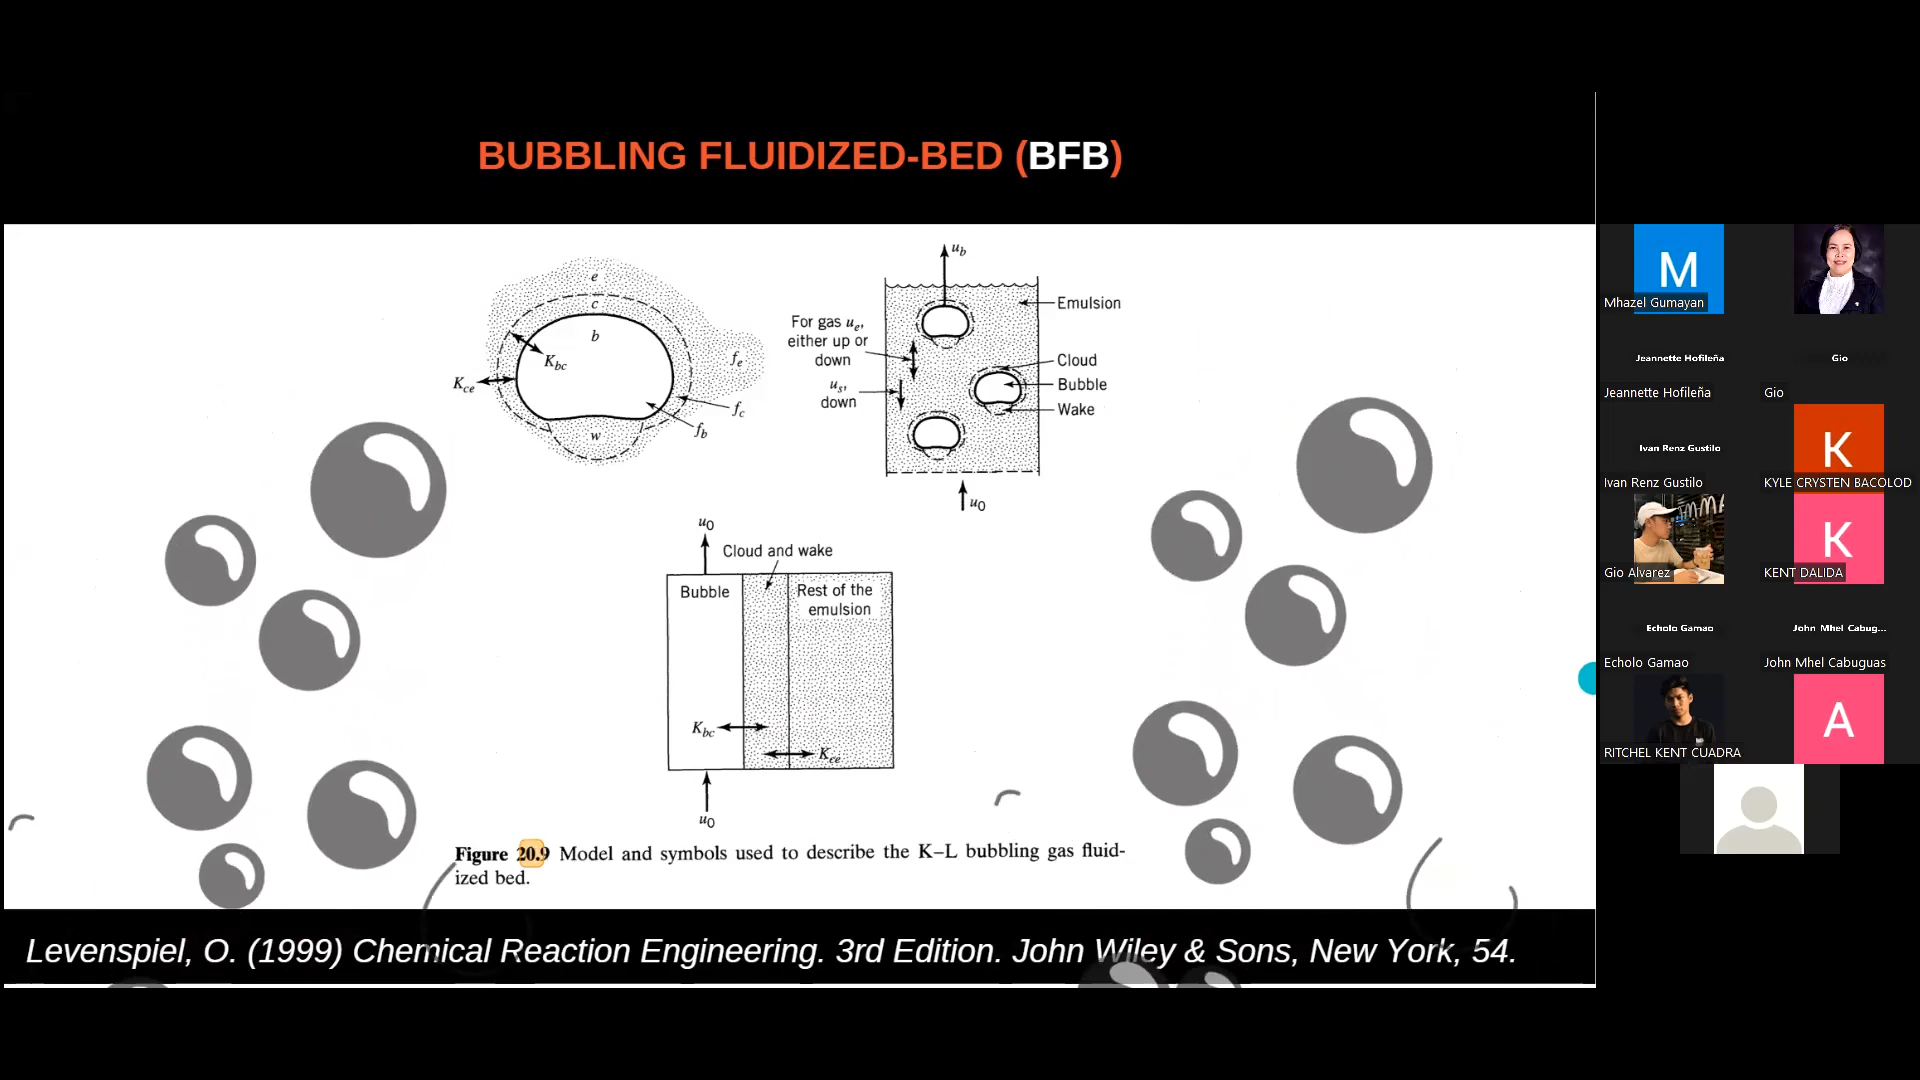 BUBBLING FLUIDIZED-BED (BFB)
e
c
b
K_bc
K_ce
f_e
f_c
f_b
w
u_b
Emulsion
For gas u_e,
either up or
down
u_s,
down
Cloud
Bubble
Wake
u_0
u_0
Cloud and wake
Bubble
Rest of the
emulsion
K_bc
K_ce
u_0
Figure 20.9 Model and symbols used to describe the K–L bubbling gas fluid-
ized bed.
Levenspiel, O. (1999) Chemical Reaction Engineering. 3rd Edition. John Wiley & Sons, New York, 54.
M
Mhazel Gumayan
Jeannette Hofileña
Jeannette Hofileña
Gio
Gio
Ivan Renz Gustilo
Ivan Renz Gustilo
K
KYLE CRYSTEN BACOLOD
Gio Alvarez
K
KENT DALIDA
Echolo Gamao
Echolo Gamao
John Mhel Cabug...
John Mhel Cabuguas
RITCHEL KENT CUADRA
A